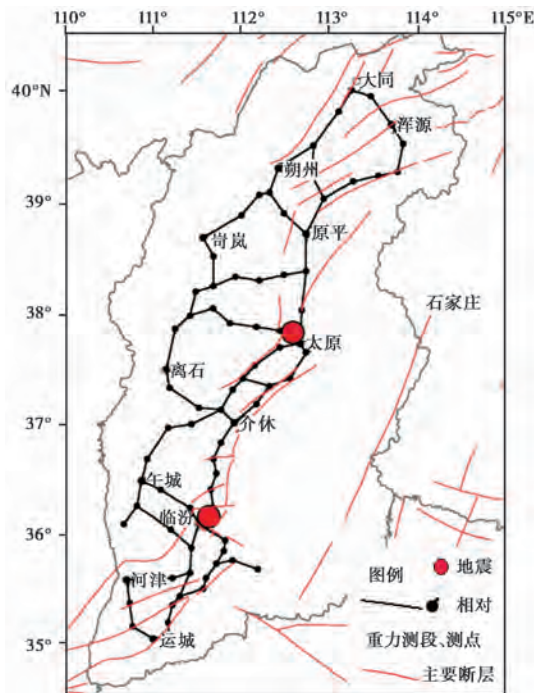 110° 111° 112° 113° 114° 115°E
40°N
大同
浑源
朔州
39°
岢岚
原平
石家庄
38°
太原
离石
37°
介休
午城
临汾
36°
图例
地震
河津
相对
重力测段、测点
35°
运城
主要断层